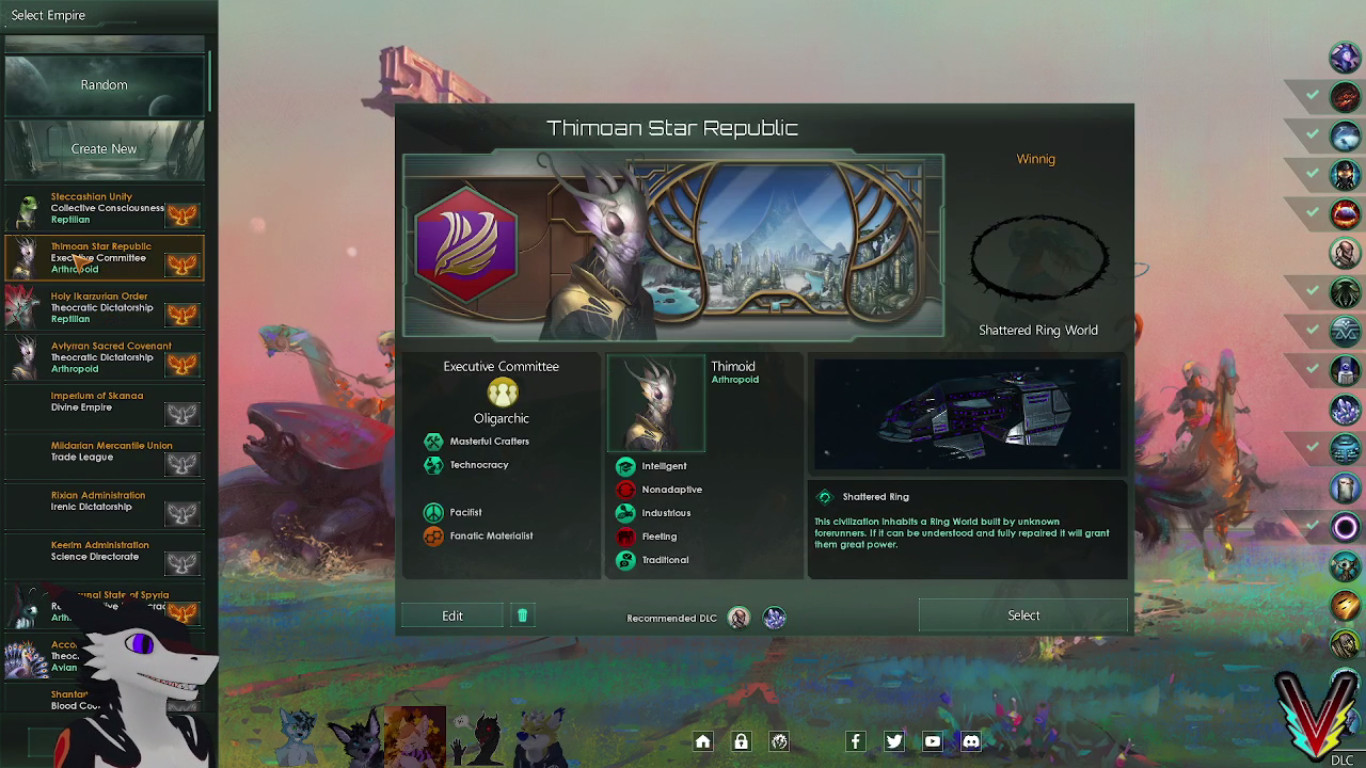 Select Empire
Random
Create New
Steccashian Unity
Collective Consciousness
Reptilian
Thimoan Star Republic
Executive Committee
Arthropoid
Holy Ikarzurian Order
Theocratic Dictatorship
Reptilian
Avlyrran Sacred Covenant
Theocratic Dictatorship
Arthropoid
Imperium of Skanaa
Divine Empire
Mildarian Mercantile Union
Trade League
Rixian Administration
Irenic Dictatorship
Keerim Administration
Science Directorate
State of Spyria
Avian
Thimoan Star Republic
Winnig
Shattered Ring World
Executive Committee
Oligarchic
Masterful Crafters
Technocracy
Pacifist
Fanatic Materialist
Thimoid
Arthropoid
Intelligent
Nonadaptive
Industrious
Fleeting
Traditional
Shattered Ring
This civilization inhabits a Ring World built by unknown
forerunners. If it can be understood and fully repaired it will grant
them great power.
Edit
Recommended DLC
Select
V
DLC